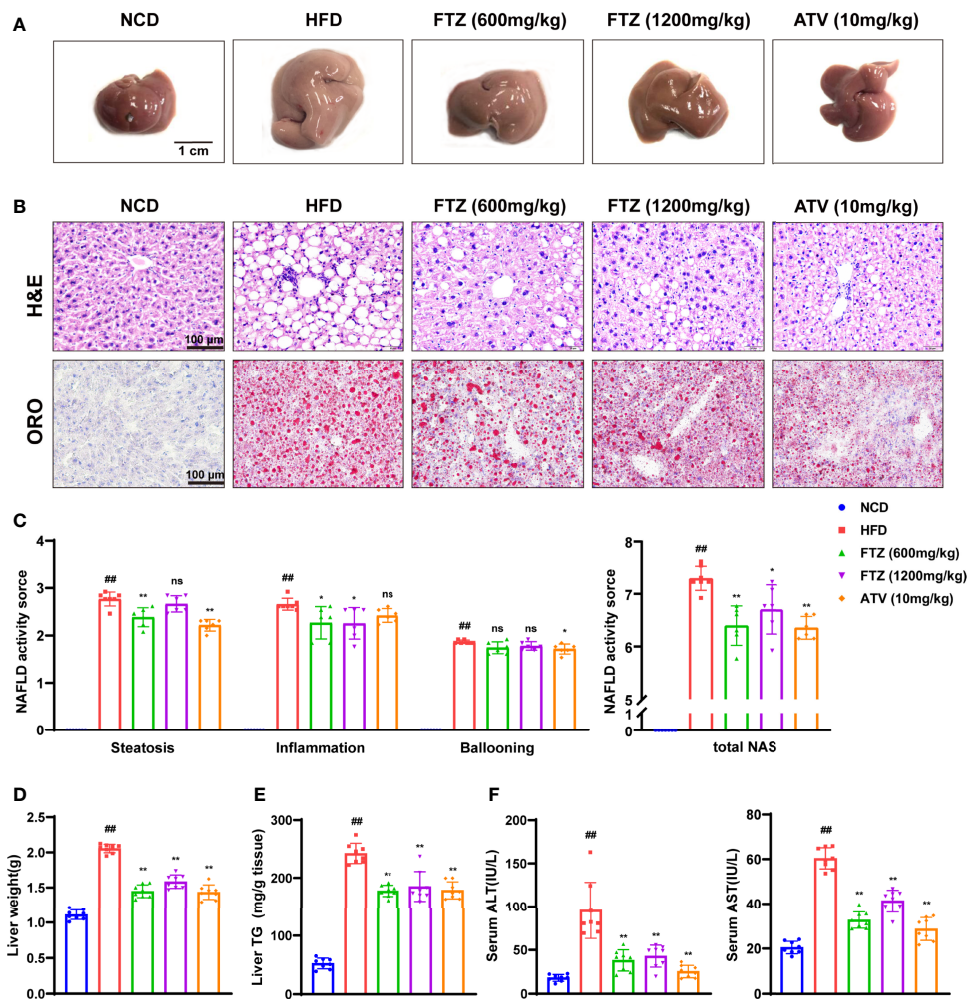 A
NCD HFD FTZ (600mg/kg) FTZ (1200mg/kg) ATV (10mg/kg)
1 cm
B
NCD HFD FTZ (600mg/kg) FTZ (1200mg/kg) ATV (10mg/kg)
H&E
100 μm
ORO
100 μm
C
NAFLD activity sorce
4
3
2
1
0
## ** ns **
## * * ns
## ns ns *
Steatosis Inflammation Ballooning
NAFLD activity sorce
8
7
6
5
1
0
## ** * **
total NAS
NCD
HFD
FTZ (600mg/kg)
FTZ (1200mg/kg)
ATV (10mg/kg)
D
Liver weight(g)
2.5
2.0
1.5
1.0
0.5
0.0
## ** ** **
E
Liver TG (mg/g tissue)
300
200
100
0
## ** ** **
F
Serum ALT(IU/L)
200
150
100
50
0
## ** ** **
Serum AST(IU/L)
80
60
40
20
0
## ** ** **